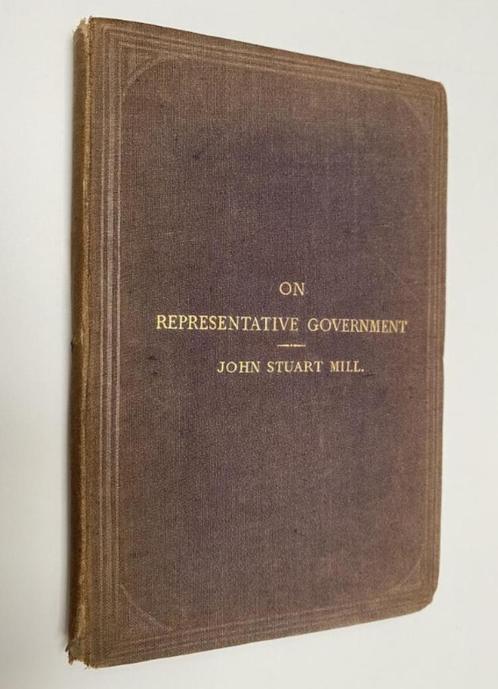 ON
REPRESENTATIVE GOVERNMENT
JOHN STUART MILL.